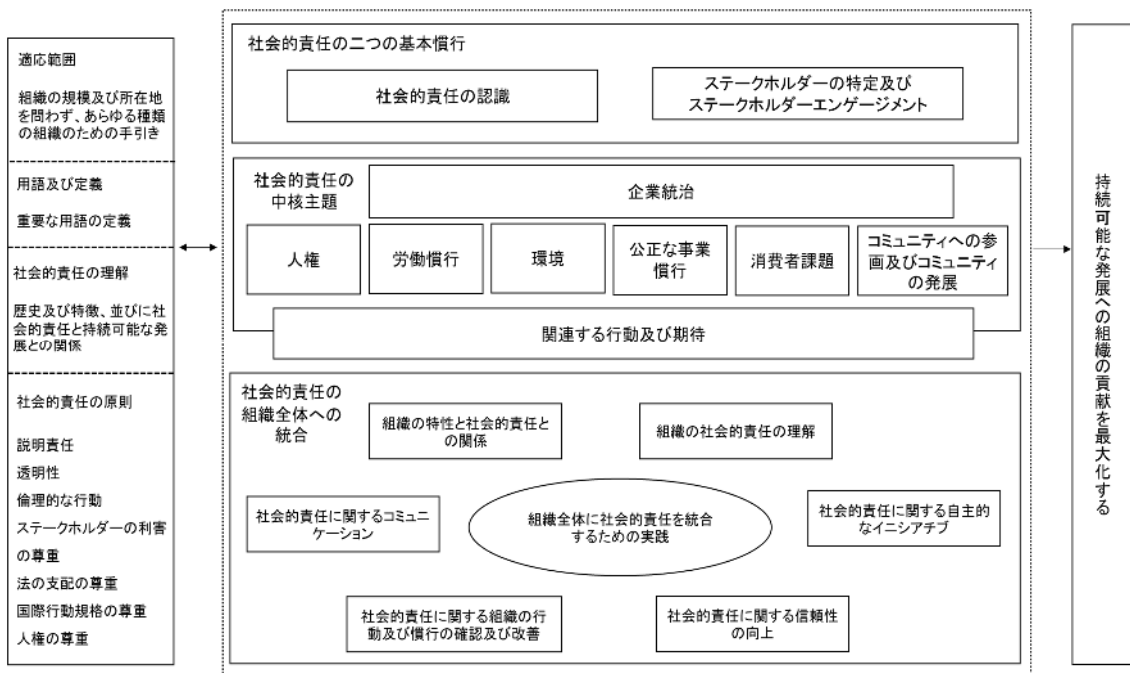 適応範囲
組織の規模及び所在地
を問わず、あらゆる種類
の組織のための手引き
用語及び定義
重要な用語の定義
社会的責任の理解
歴史及び特徴、並びに社
会的責任と持続可能な発
展との関係
社会的責任の原則
説明責任
透明性
倫理的な行動
ステークホルダーの利害
の尊重
法の支配の尊重
国際行動規格の尊重
人権の尊重
社会的責任の二つの基本慣行
社会的責任の認識
ステークホルダーの特定及び
ステークホルダーエンゲージメント
社会的責任の
中核主題
企業統治
人権
労働慣行
環境
公正な事業
慣行
消費者課題
コミュニティへの参
画及びコミュニティ
の発展
関連する行動及び期待
社会的責任の
組織全体への
統合
組織の特性と社会的責任と
の関係
組織の社会的責任の理解
社会的責任に関するコミュニ
ケーション
組織全体に社会的責任を統合
するための実践
社会的責任に関する自主的
なイニシアチブ
社会的責任に関する組織の行
動及び慣行の確認及び改善
社会的責任に関する信頼性
の向上
持続可能な発展への組織の貢献を最大化する